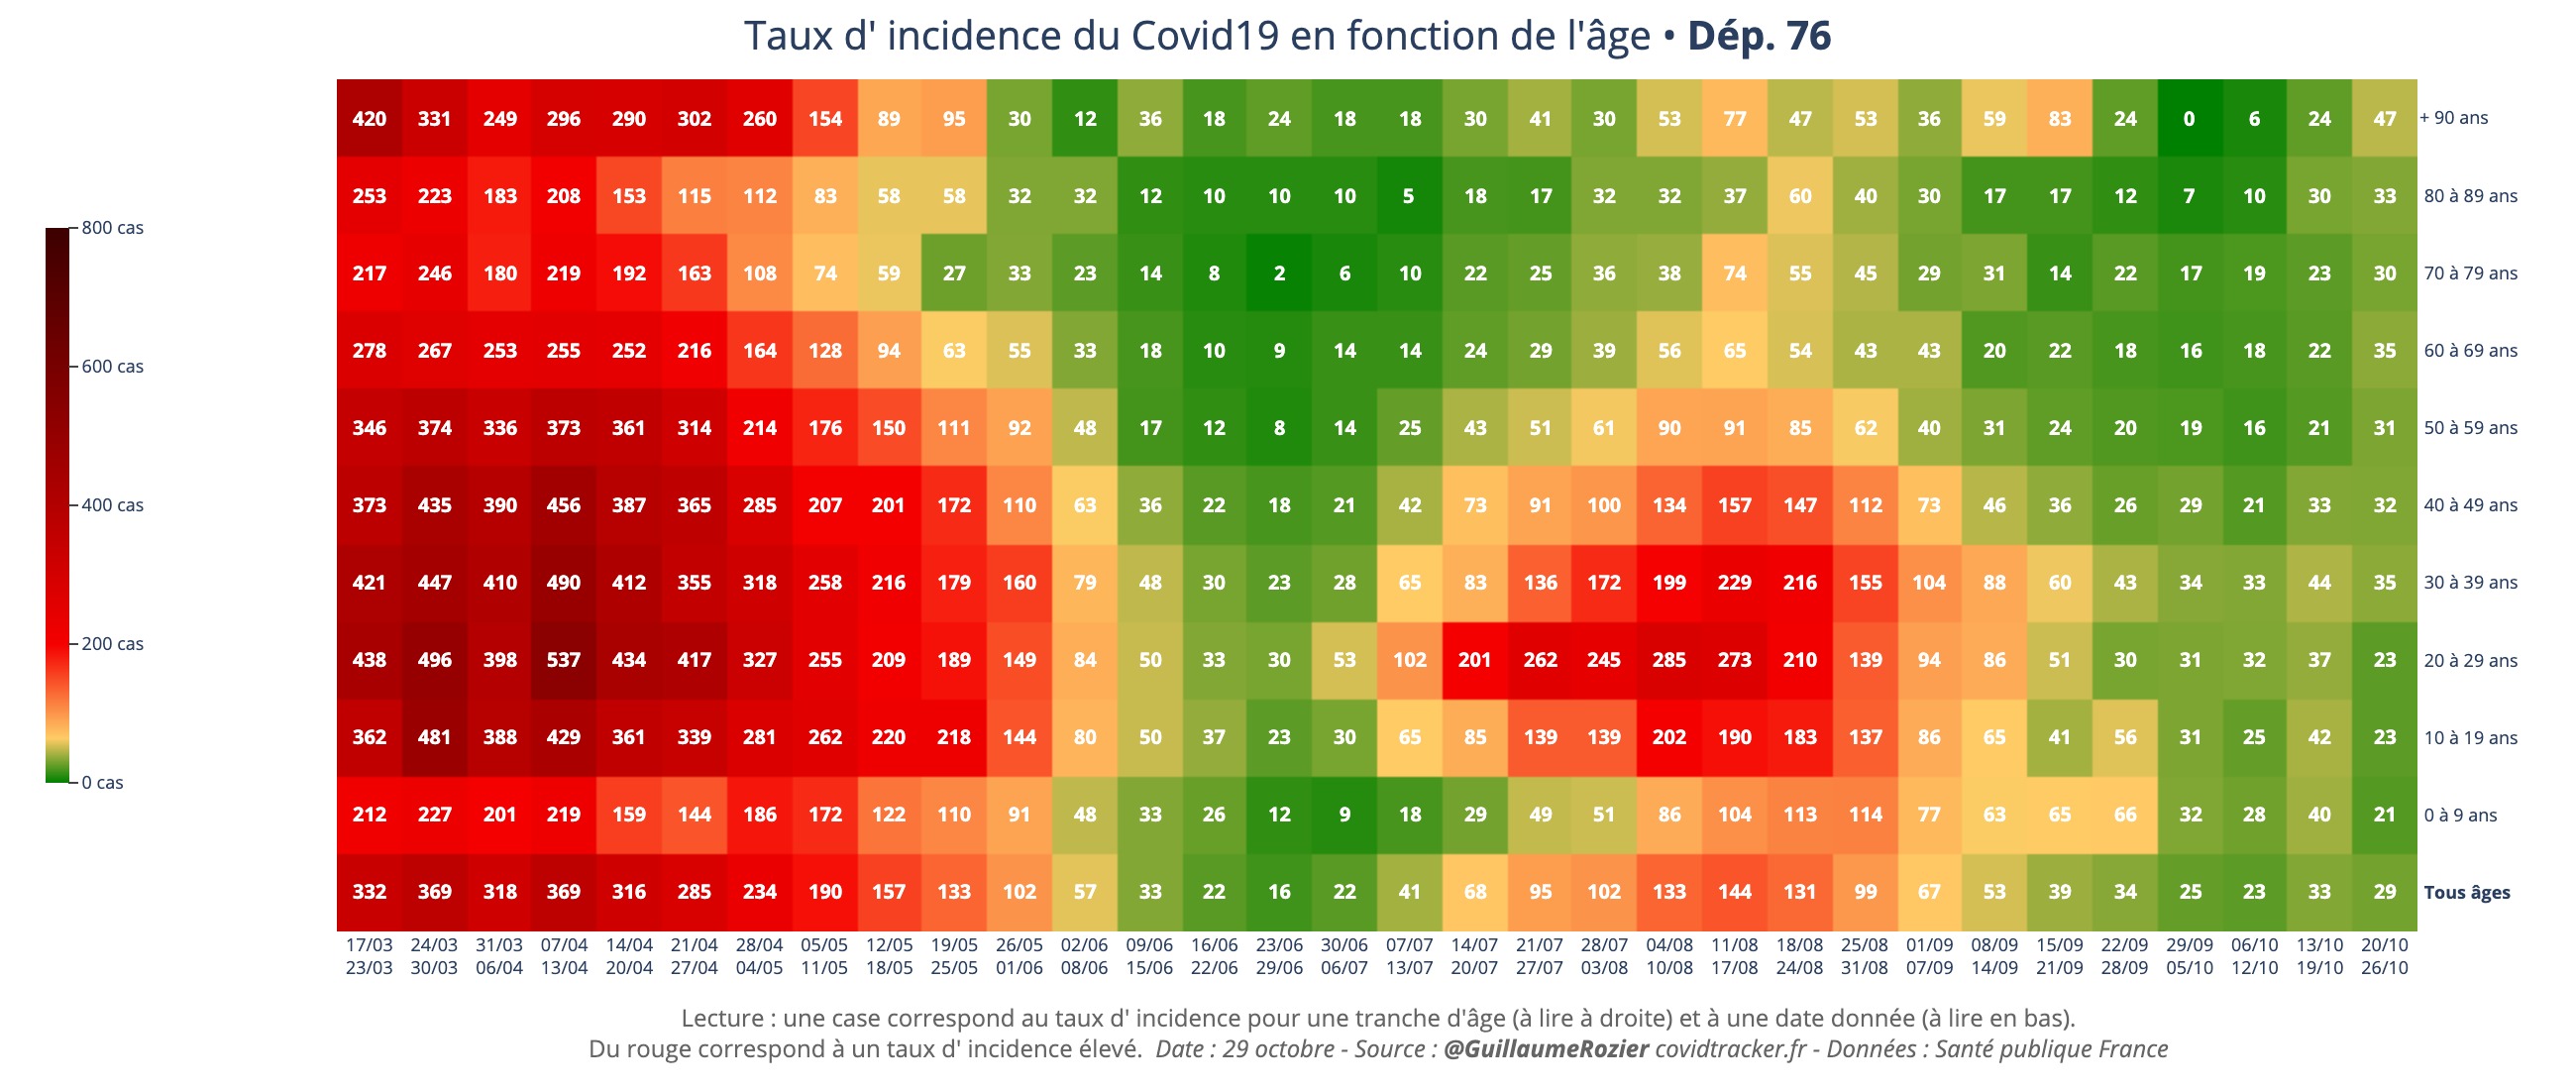 Taux d' incidence du Covid19 en fonction de l'âge • Dép. 76
420 331 249 296 290 302 260 154 89 95 30 12 36 18 24 18 18 30 41 30 53 77 47 53 36 59 83 24 0 6 24 47 + 90 ans
253 223 183 208 153 115 112 83 58 58 32 32 12 10 10 10 5 18 17 32 32 37 60 40 30 17 17 12 7 10 30 33 80 à 89 ans
217 246 180 219 192 163 108 74 59 27 33 23 14 8 2 6 10 22 25 36 38 74 55 45 29 31 14 22 17 19 23 30 70 à 79 ans
278 267 253 255 252 216 164 128 94 63 55 33 18 10 9 14 14 24 29 39 56 65 54 43 43 20 22 18 16 18 22 35 60 à 69 ans
346 374 336 373 361 314 214 176 150 111 92 48 17 12 8 14 25 43 51 61 90 91 85 62 40 31 24 20 19 16 21 31 50 à 59 ans
373 435 390 456 387 365 285 207 201 172 110 63 36 22 18 21 42 73 91 100 134 157 147 112 73 46 36 26 29 21 33 32 40 à 49 ans
421 447 410 490 412 355 318 258 216 179 160 79 48 30 23 28 65 83 136 172 199 229 216 155 104 88 60 43 34 33 44 35 30 à 39 ans
438 496 398 537 434 417 327 255 209 189 149 84 50 33 30 53 102 201 262 245 285 273 210 139 94 86 51 30 31 32 37 23 20 à 29 ans
362 481 388 429 361 339 281 262 220 218 144 80 50 37 23 30 65 85 139 139 202 190 183 137 86 65 41 56 31 25 42 23 10 à 19 ans
212 227 201 219 159 144 186 172 122 110 91 48 33 26 12 9 18 29 49 51 86 104 113 114 77 63 65 66 32 28 40 21 0 à 9 ans
332 369 318 369 316 285 234 190 157 133 102 57 33 22 16 22 41 68 95 102 133 144 131 99 67 53 39 34 25 23 33 29 Tous âges
17/03 24/03 31/03 07/04 14/04 21/04 28/04 05/05 12/05 19/05 26/05 02/06 09/06 16/06 23/06 30/06 07/07 14/07 21/07 28/07 04/08 11/08 18/08 25/08 01/09 08/09 15/09 22/09 29/09 06/10 13/10 20/10
23/03 30/03 06/04 13/04 20/04 27/04 04/05 11/05 18/05 25/05 01/06 08/06 15/06 22/06 29/06 06/07 13/07 20/07 27/07 03/08 10/08 17/08 24/08 31/08 07/09 14/09 21/09 28/09 05/10 12/10 19/10 26/10
800 cas
600 cas
400 cas
200 cas
0 cas
Lecture : une case correspond au taux d' incidence pour une tranche d'âge (à lire à droite) et à une date donnée (à lire en bas).
Du rouge correspond à un taux d' incidence élevé. Date : 29 octobre - Source : @GuillaumeRozier covidtracker.fr - Données : Santé publique France